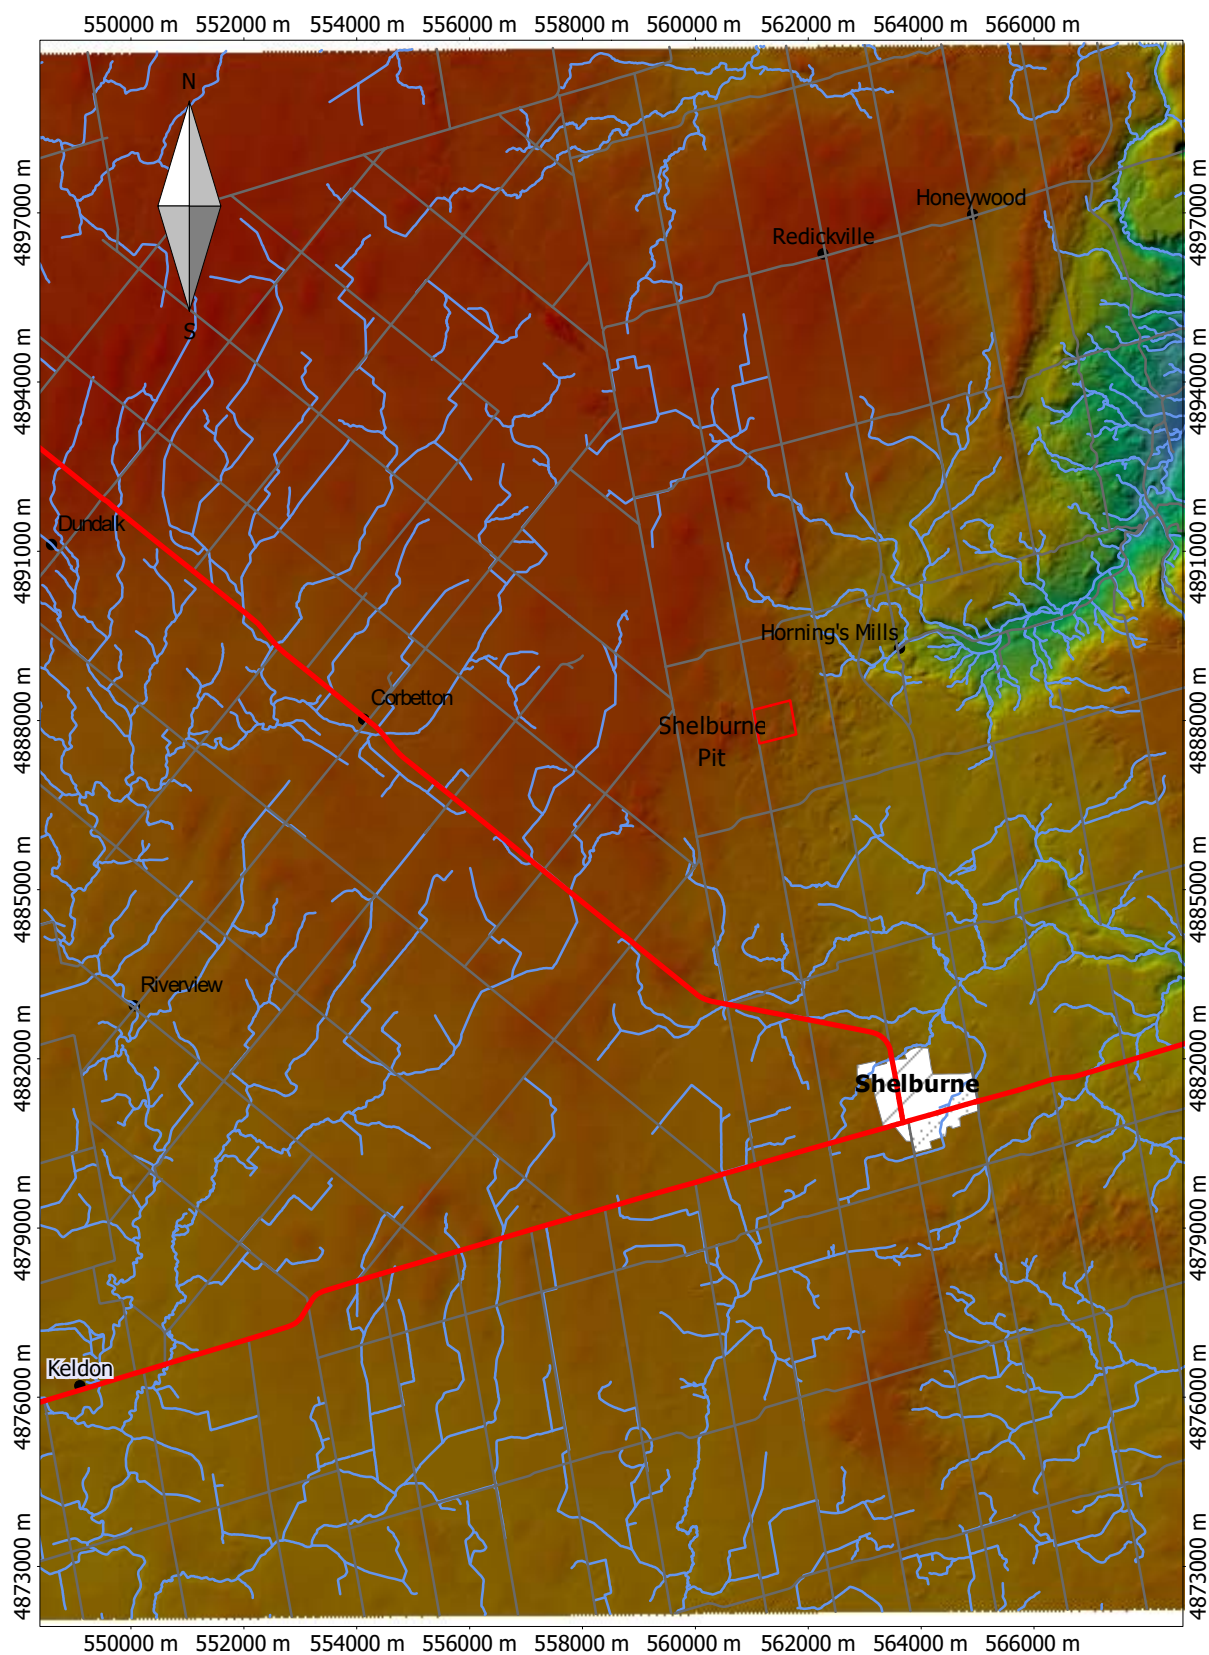 550000 m 552000 m 554000 m 556000 m 558000 m 560000 m 562000 m 564000 m 566000 m
N
4897000 m
4897000 m
Honeywood
Redickville
S
4894000 m
4894000 m
Dundalk
4891000 m
4891000 m
Horning's Mills
Corbetton
4888000 m
4888000 m
Shelburne
Pit
4885000 m
4885000 m
Riverview
4882000 m
4882000 m
Shelburne
4879000 m
4879000 m
Keldon
4876000 m
4876000 m
4873000 m
4873000 m
550000 m 552000 m 554000 m 556000 m 558000 m 560000 m 562000 m 564000 m 566000 m